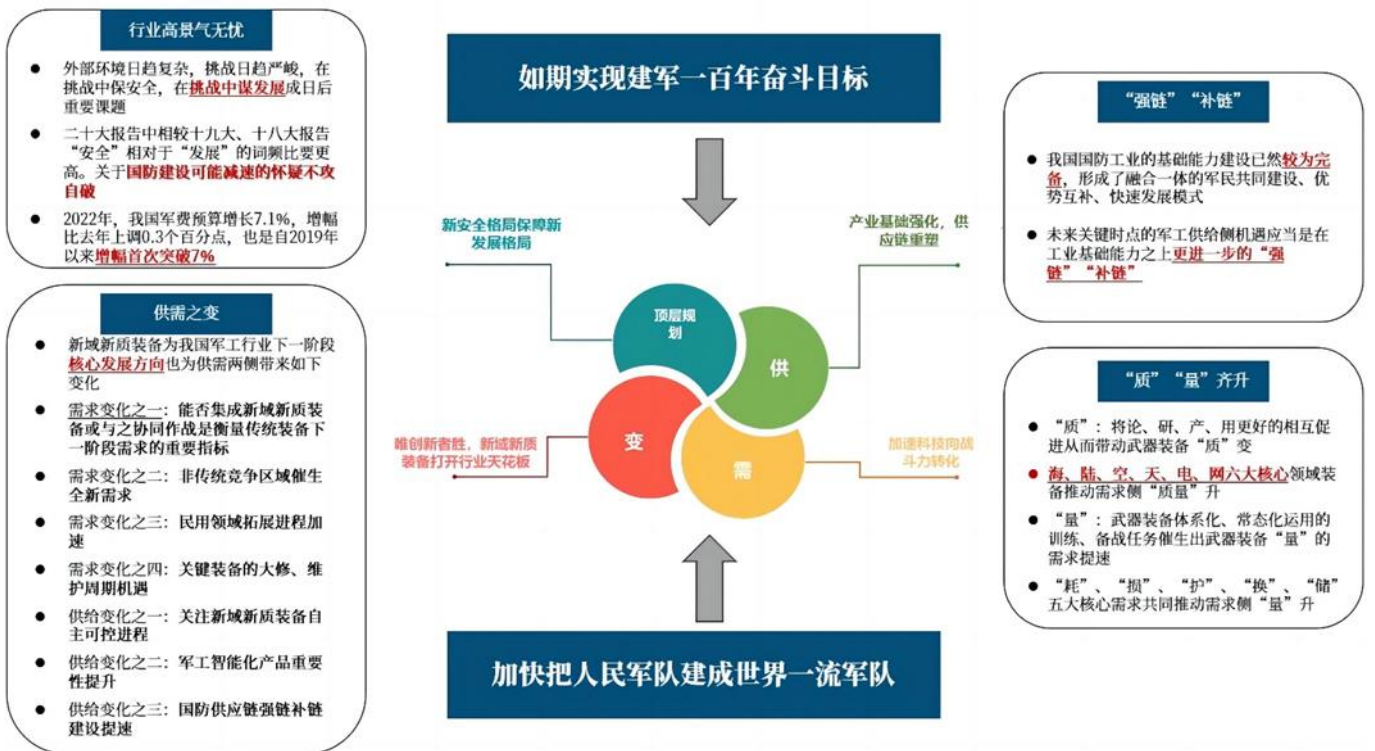 行业高景气无忧
● 外部环境日趋复杂，挑战日趋严峻，在
挑战中保安全，在挑战中谋发展成日后
重要课题
● 二十大报告中相较十九大、十八大报告
“安全”相对于“发展”的词频比要更
高。关于国防建设可能减速的怀疑不攻
自破
● 2022年，我国军费预算增长7.1%，增幅
比去年上调0.3个百分点，也是自2019年
以来增幅首次突破7%
供需之变
● 新域新质装备为我国军工行业下一阶段
核心发展方向也为供需两侧带来如下
变化
● 需求变化之一：能否集成新域新质装
备或与之协同作战是衡量传统装备下
一阶段需求的重要指标
● 需求变化之二：非传统竞争区域催生
全新需求
● 需求变化之三：民用领域拓展进程加
速
● 需求变化之四：关键装备的大修、维
护周期机遇
● 供给变化之一：关注新域新质装备自
主可控进程
● 供给变化之二：军工智能化产品重要
性提升
● 供给变化之三：国防供应链强链补链
建设提速
如期实现建军一百年奋斗目标
新安全格局保障新
发展格局
产业基础强化，供
应链重塑
顶层规
划
供
变
需
唯创新者胜，新域新质
装备打开行业天花板
加速科技向战
斗力转化
加快把人民军队建成世界一流军队
“强链”“补链”
● 我国国防工业的基础能力建设已然较为完
备，形成了融合一体的军民共同建设、优
势互补、快速发展模式
● 未来关键时点的军工供给侧机遇应当是在
工业基础能力之上更进一步的“强
链”“补链”
“质”“量”齐升
● “质”：将论、研、产、用更好的相互促
进从而带动武器装备“质”变
● 海、陆、空、天、电、网六大核心领域装
备推动需求侧“质量”升
● “量”：武器装备体系化、常态化运用的
训练、备战任务催生出武器装备“量”的
需求提速
● “耗”、“损”、“护”、“换”、“储”
五大核心需求共同推动需求侧“量”升